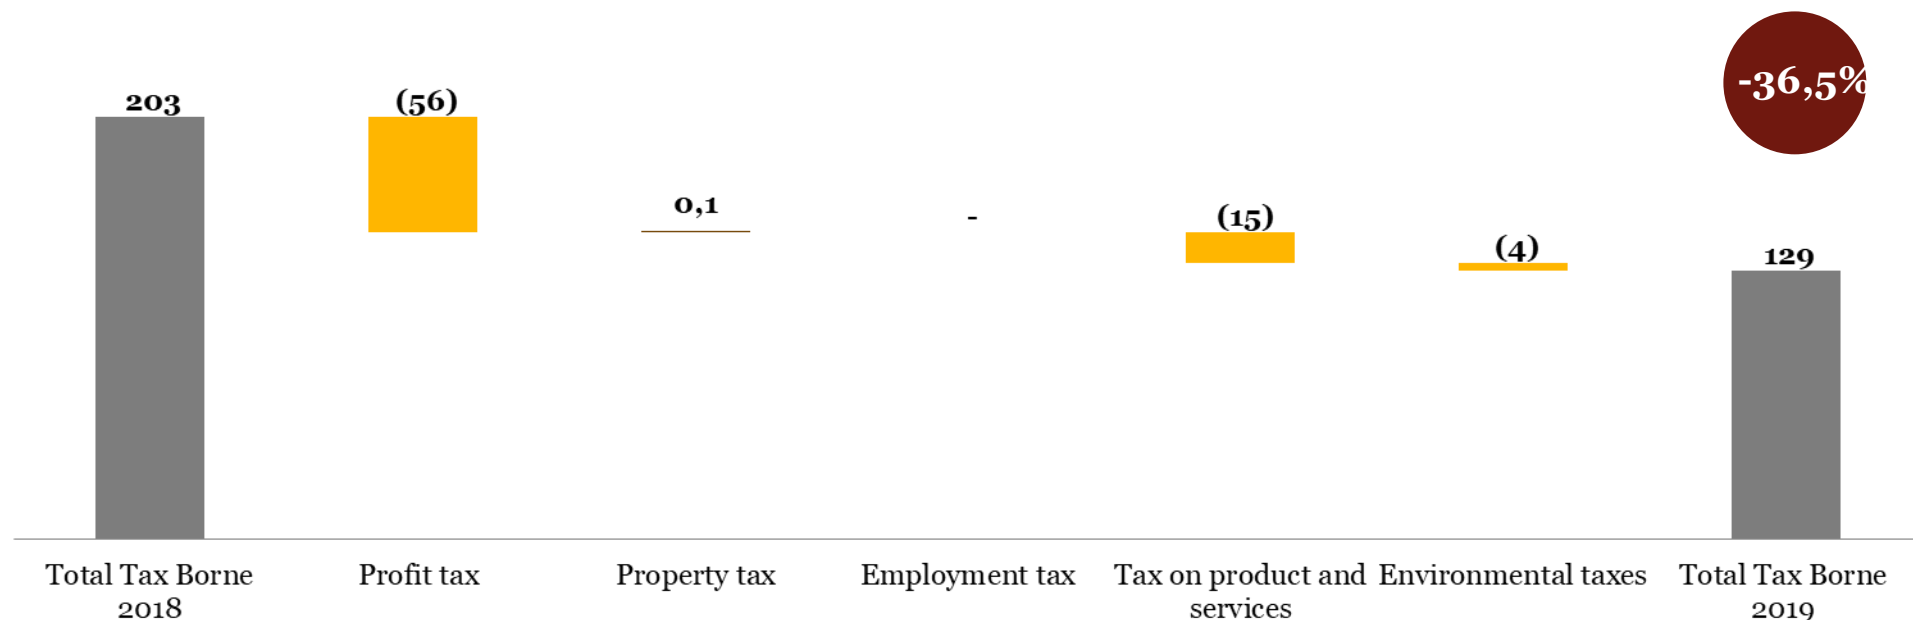 -36,5%
203
(56)
0,1
-
(15)
(4)
129
Total Tax Borne
2018
Profit tax
Property tax
Employment tax
Tax on product and
services
Environmental taxes
Total Tax Borne
2019